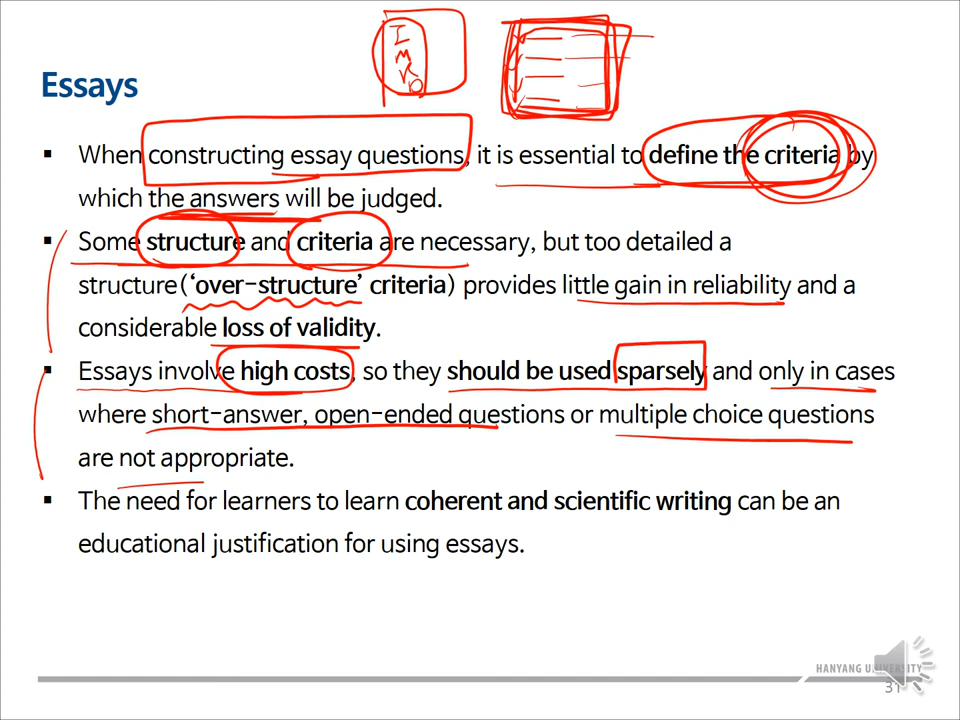 I
M
R
D
Essays
▪ When constructing essay questions, it is essential to define the criteria by
which the answers will be judged.
▪ Some structure and criteria are necessary, but too detailed a
structure(‘over-structure’ criteria) provides little gain in reliability and a
considerable loss of validity.
▪ Essays involve high costs, so they should be used sparsely and only in cases
where short-answer, open-ended questions or multiple choice questions
are not appropriate.
▪ The need for learners to learn coherent and scientific writing can be an
educational justification for using essays.
HANYANG UNIVERSITY
31